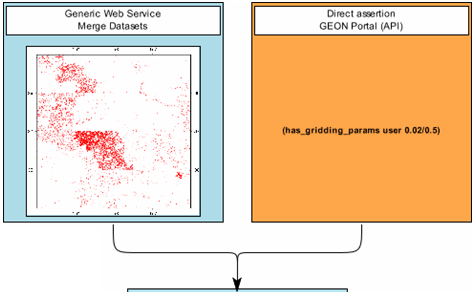 Generic Web Service
Merge Datasets
Direct assertion
GEON Portal (API)
(has_gridding_params user 0.02/0.5)